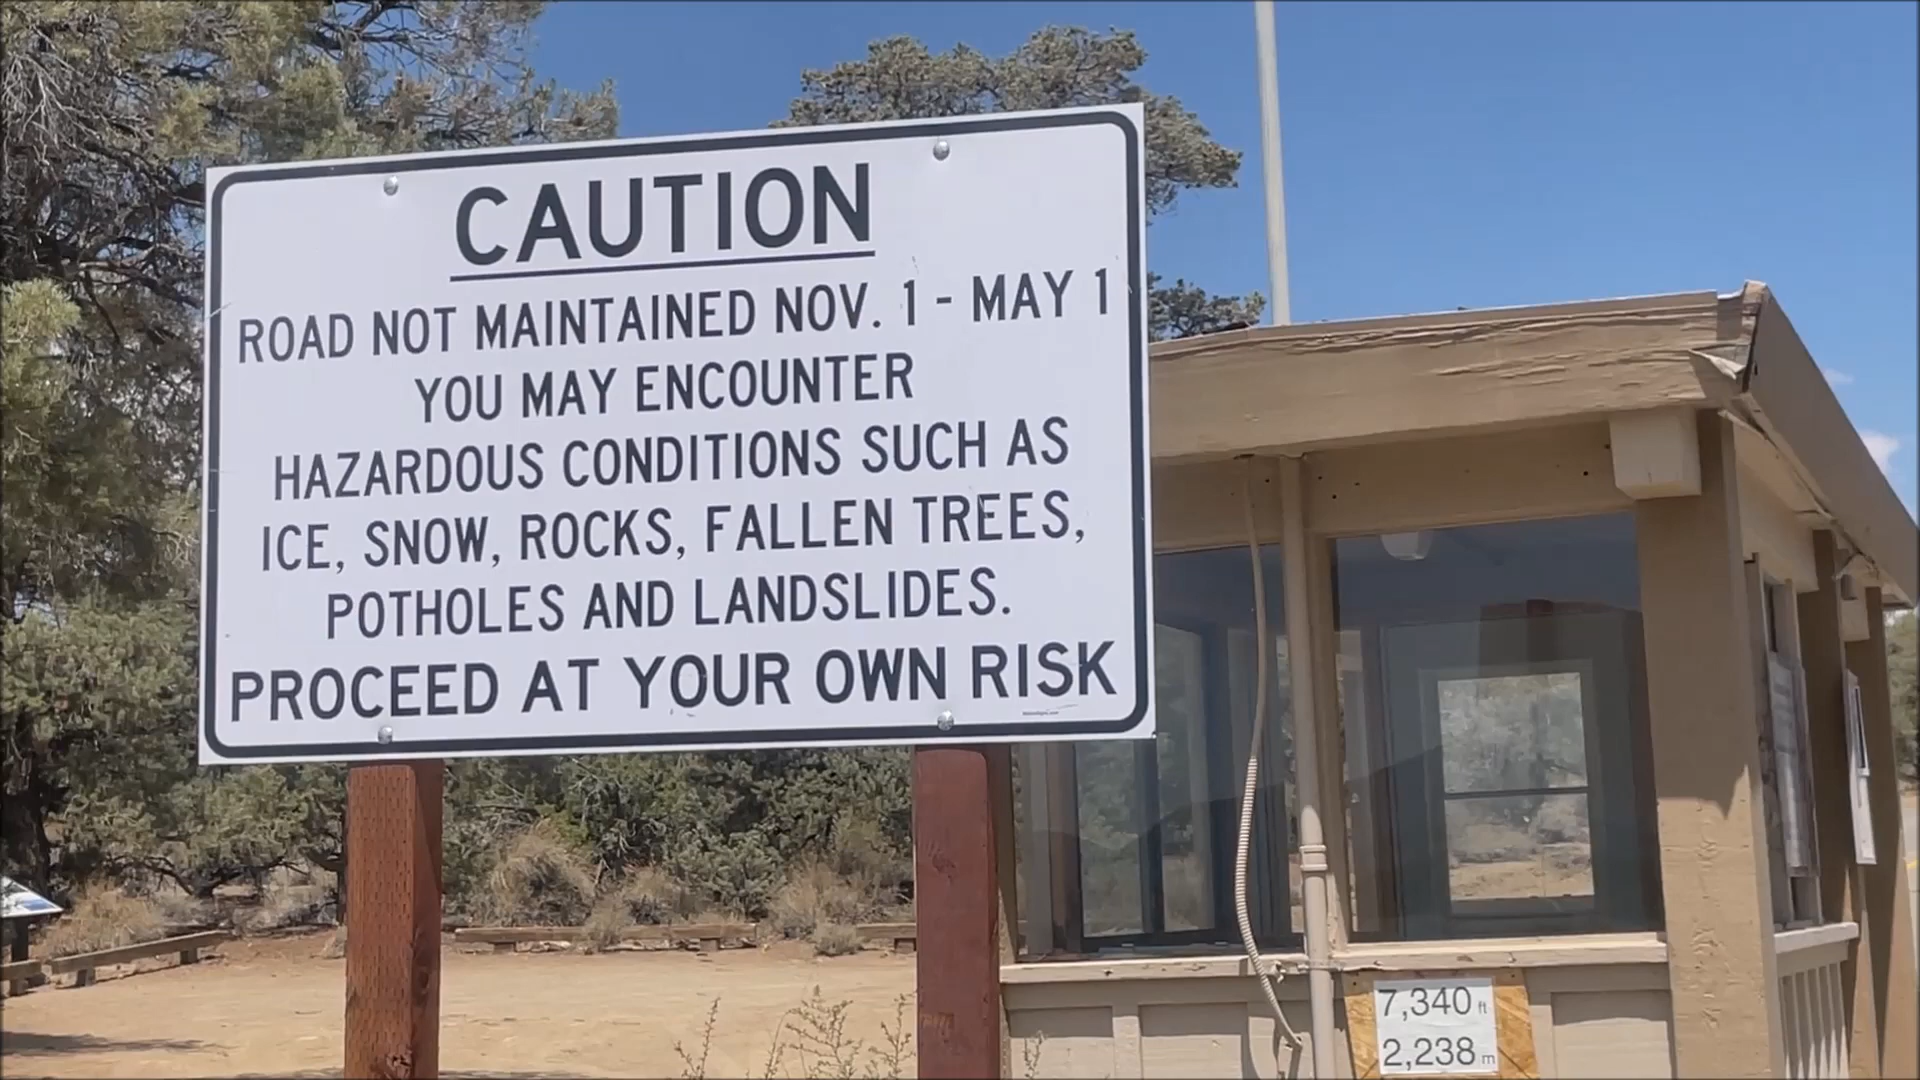 CAUTION
ROAD NOT MAINTAINED NOV. 1 - MAY 1
YOU MAY ENCOUNTER
HAZARDOUS CONDITIONS SUCH AS
ICE, SNOW, ROCKS, FALLEN TREES,
POTHOLES AND LANDSLIDES.
PROCEED AT YOUR OWN RISK
7,340 ft
2,238 m